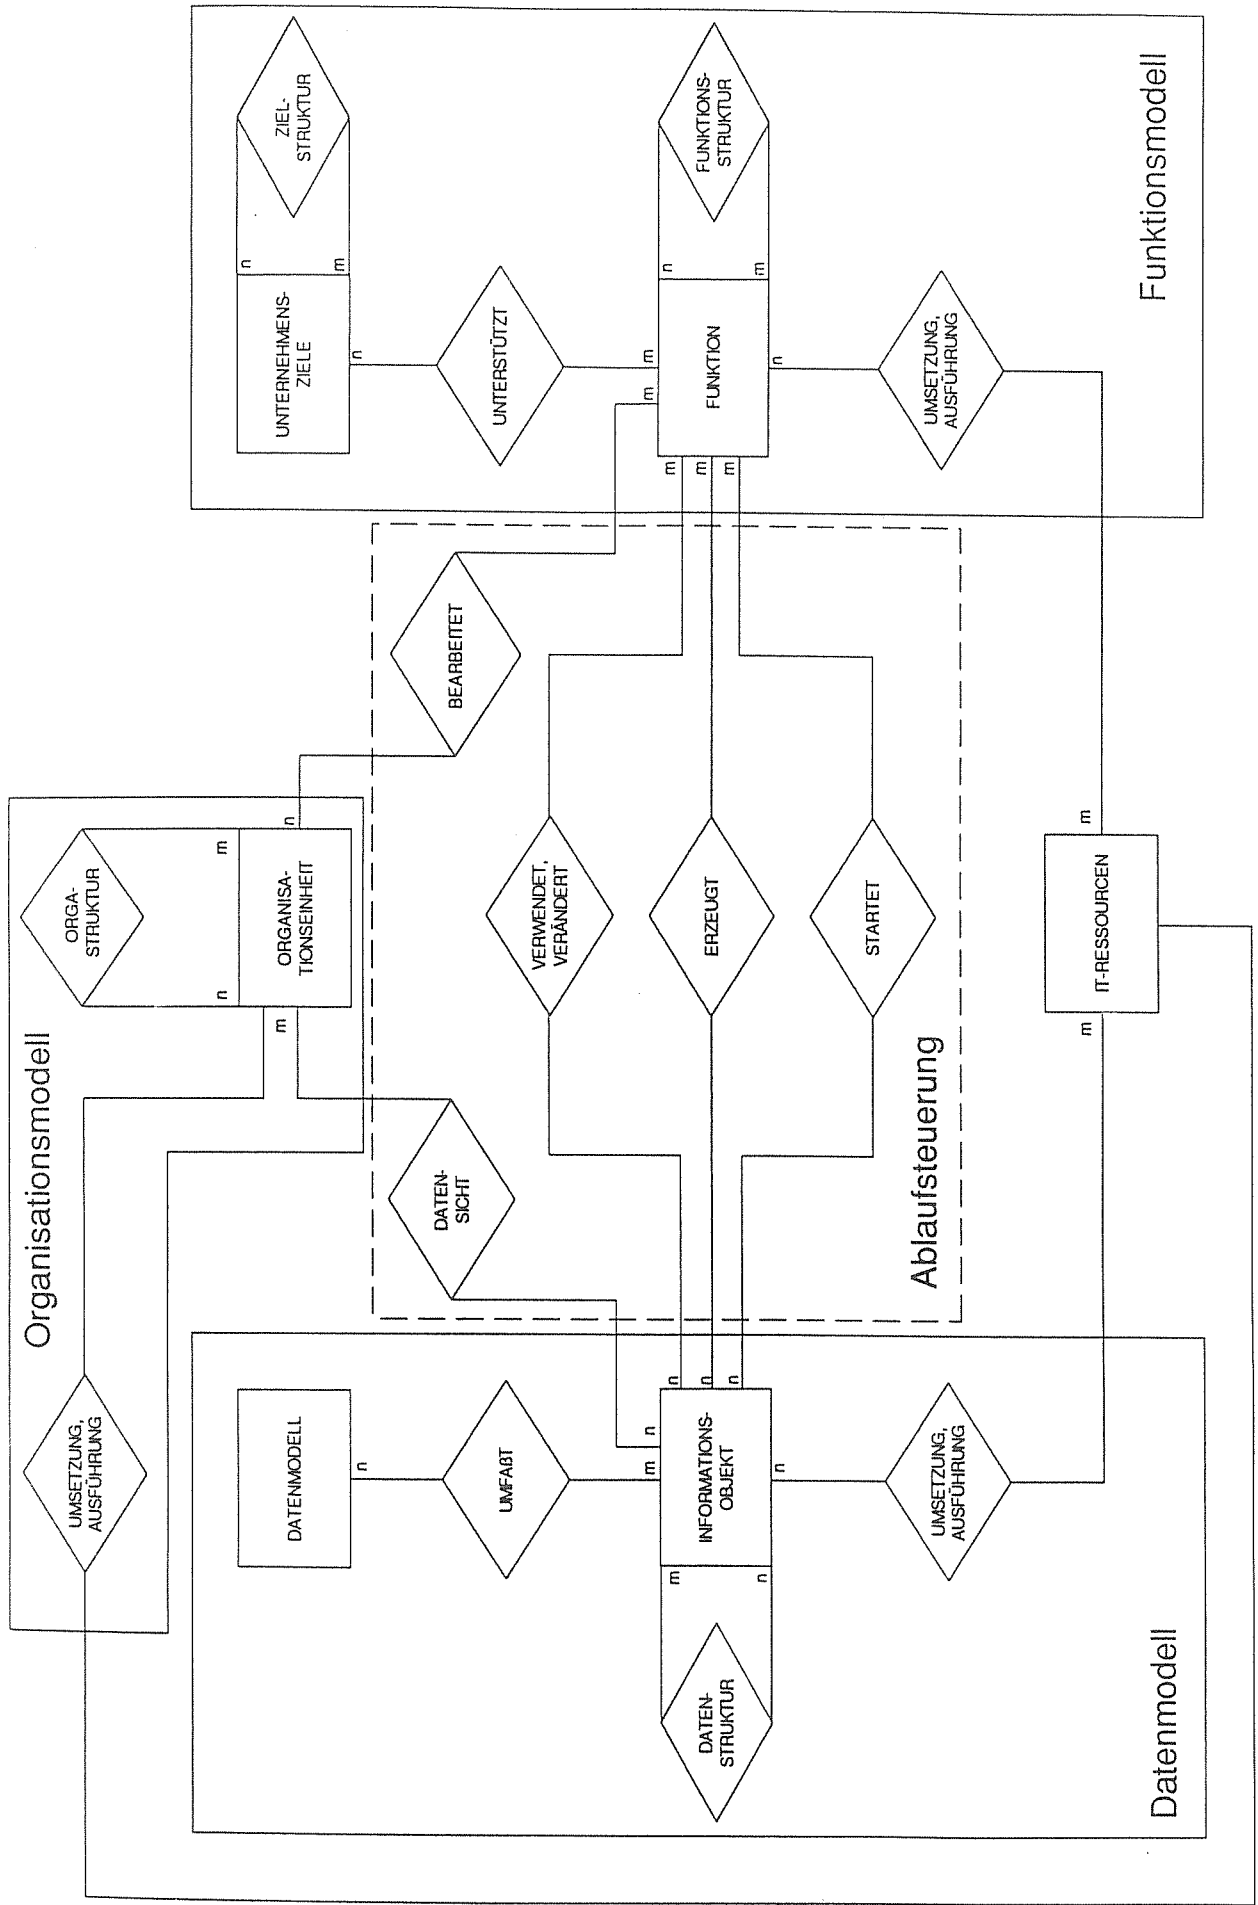 Organisationsmodell
UMSETZUNG,
AUSFÜHRUNG
ORGA-
STRUKTUR
n
m
m
n
DATENMODELL
ORGANISA-
TIONSEINHEIT
UNTERNEHMENS-
ZIELE
n
m
ZIEL-
STRUKTUR
n
n
DATEN-
SICHT
BEARBEITET
UMFAßT
UNTERSTÜTZT
VERWENDET,
VERÄNDERT
m
n
m
m
m
n
m
n
DATEN-
STRUKTUR
INFORMATIONS-
OBJEKT
n
ERZEUGT
m
FUNKTION
FUNKTIONS-
STRUKTUR
n
n
m
m
n
n
STARTET
Ablaufsteuerung
UMSETZUNG,
AUSFÜHRUNG
UMSETZUNG,
AUSFÜHRUNG
m
m
IT-RESSOURCEN
Datenmodell
Funktionsmodell